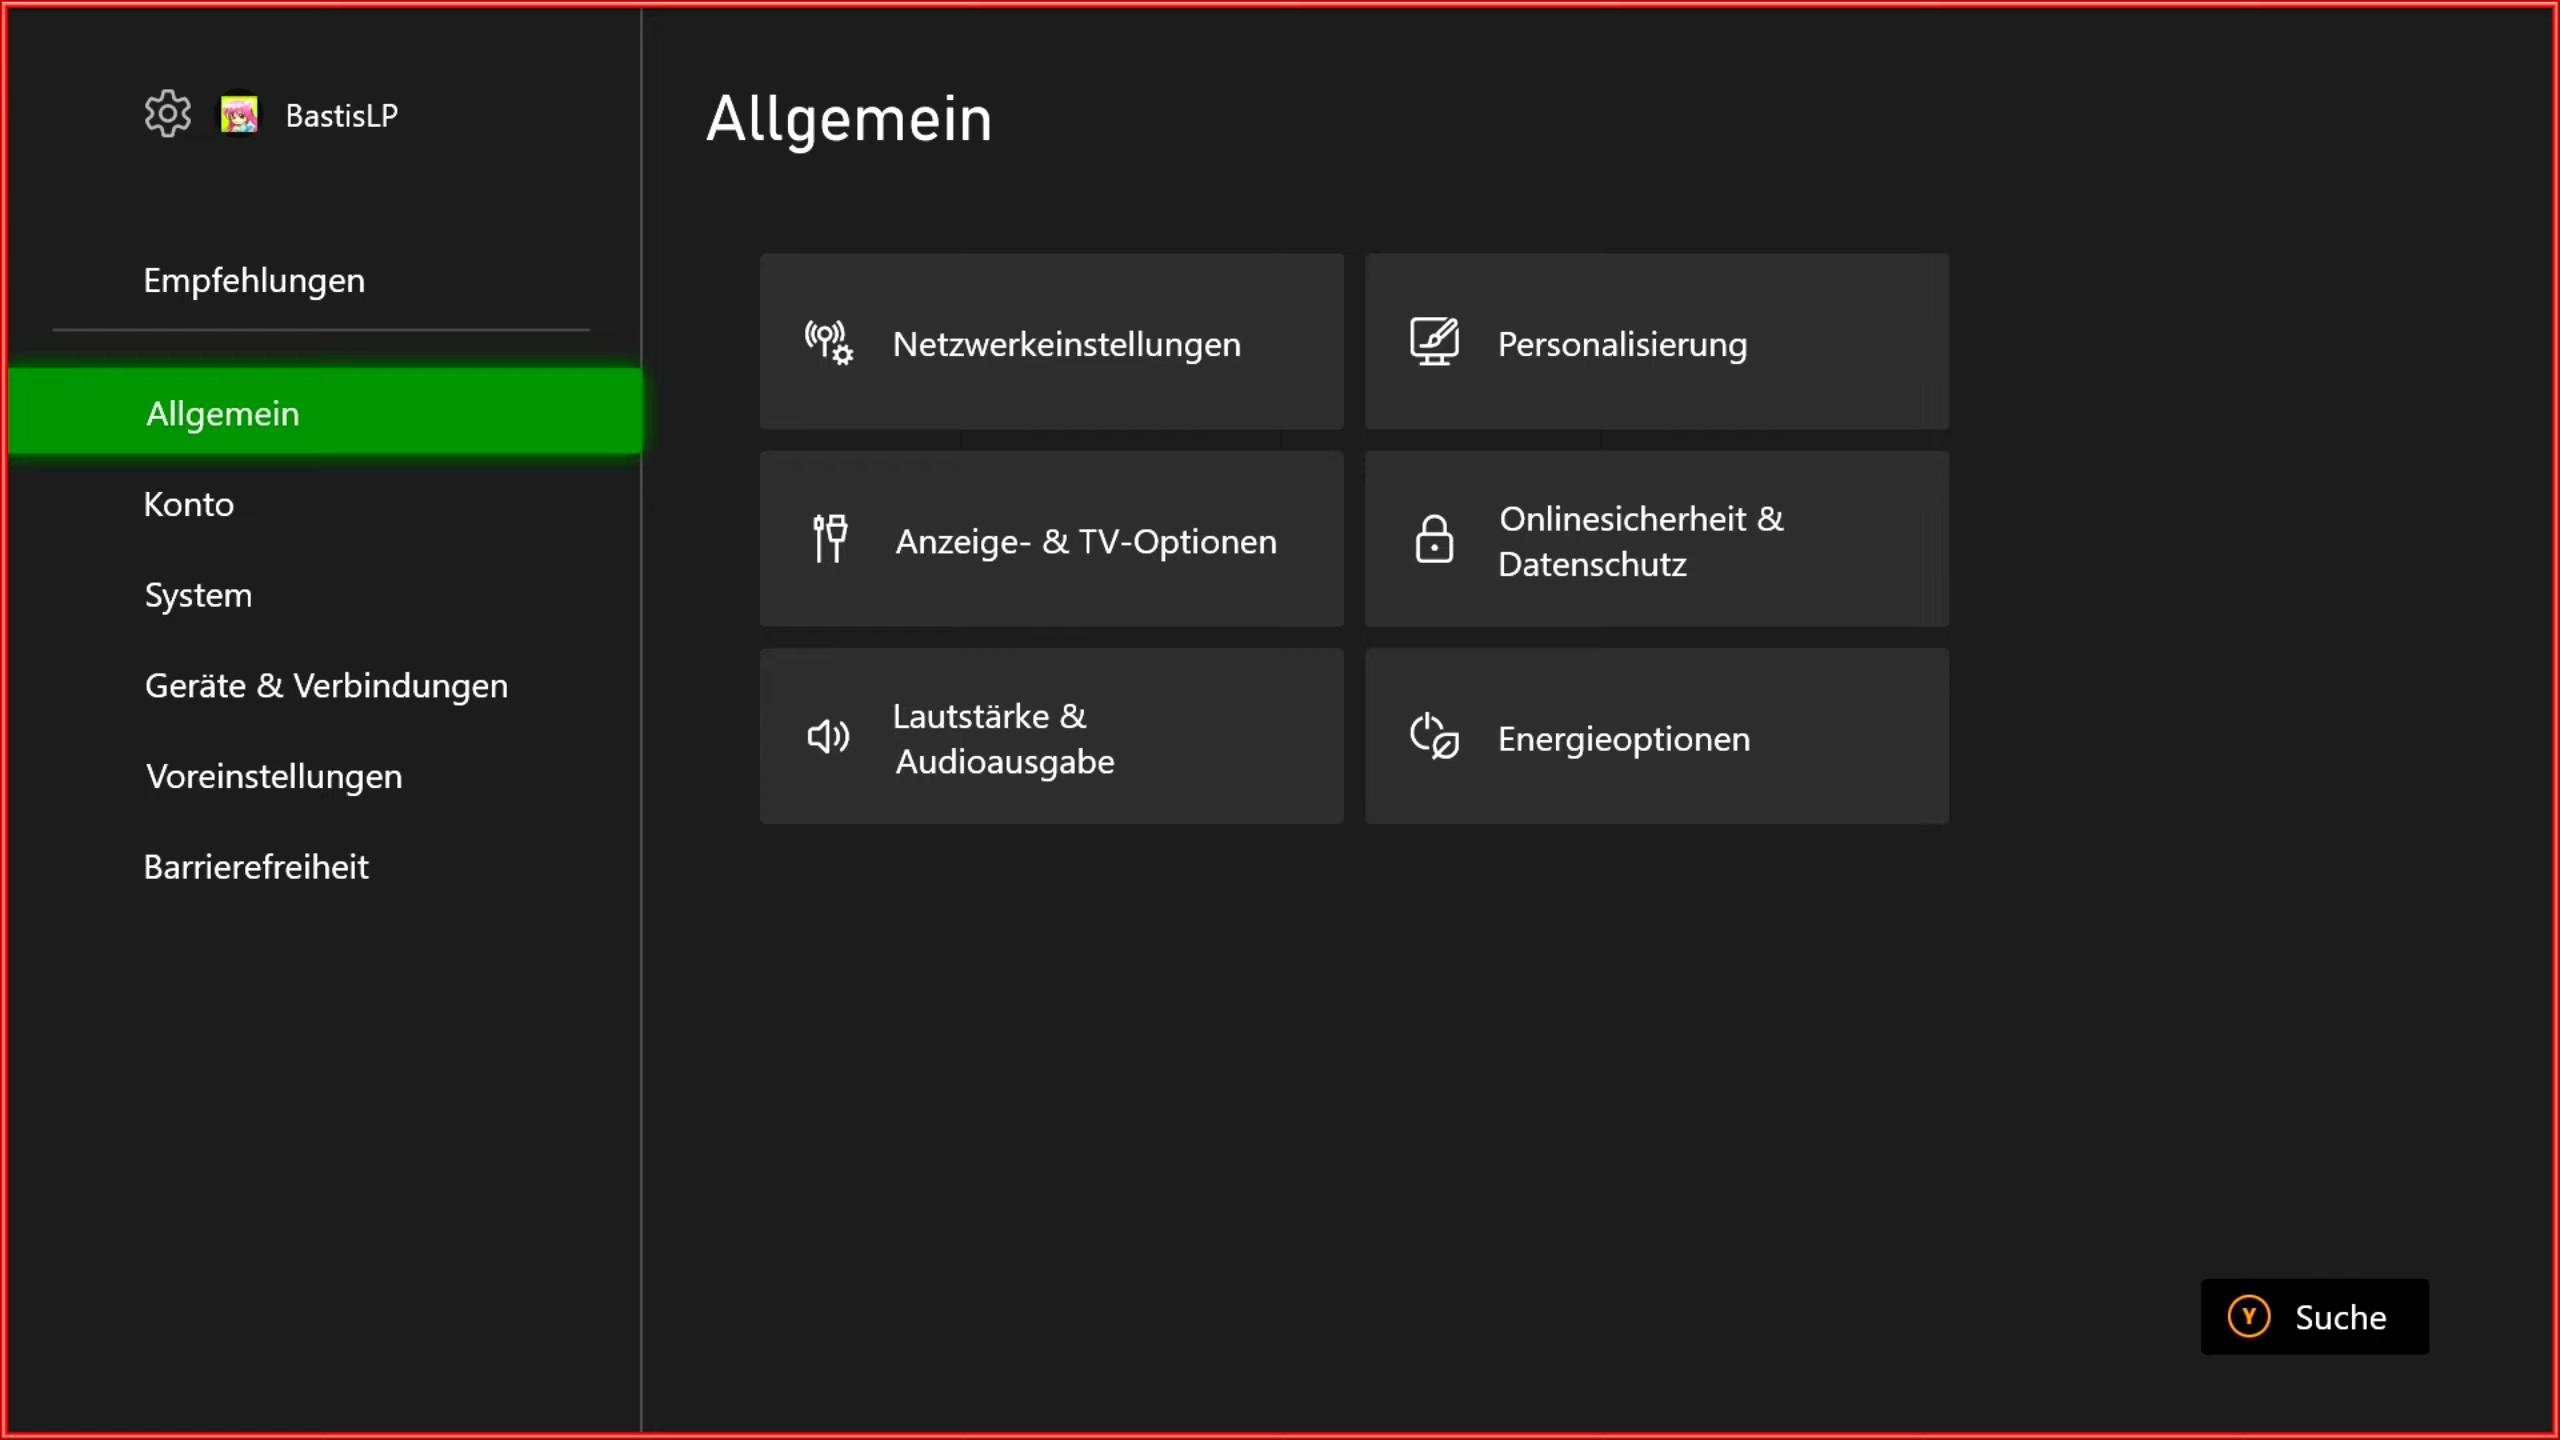 BastisLP
Empfehlungen
Allgemein
Konto
System
Geräte & Verbindungen
Voreinstellungen
Barrierefreiheit
Allgemein
Netzwerkeinstellungen
Personalisierung
Anzeige- & TV-Optionen
Onlinesicherheit &
Datenschutz
Lautstärke &
Audioausgabe
Energieoptionen
Y Suche